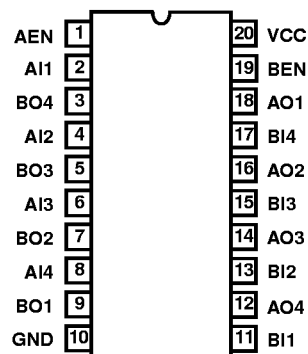 AEN 1 20 VCC
AI1 2 19 BEN
BO4 3 18 AO1
AI2 4 17 BI4
BO3 5 16 AO2
AI3 6 15 BI3
BO2 7 14 AO3
AI4 8 13 BI2
BO1 9 12 AO4
GND 10 11 BI1